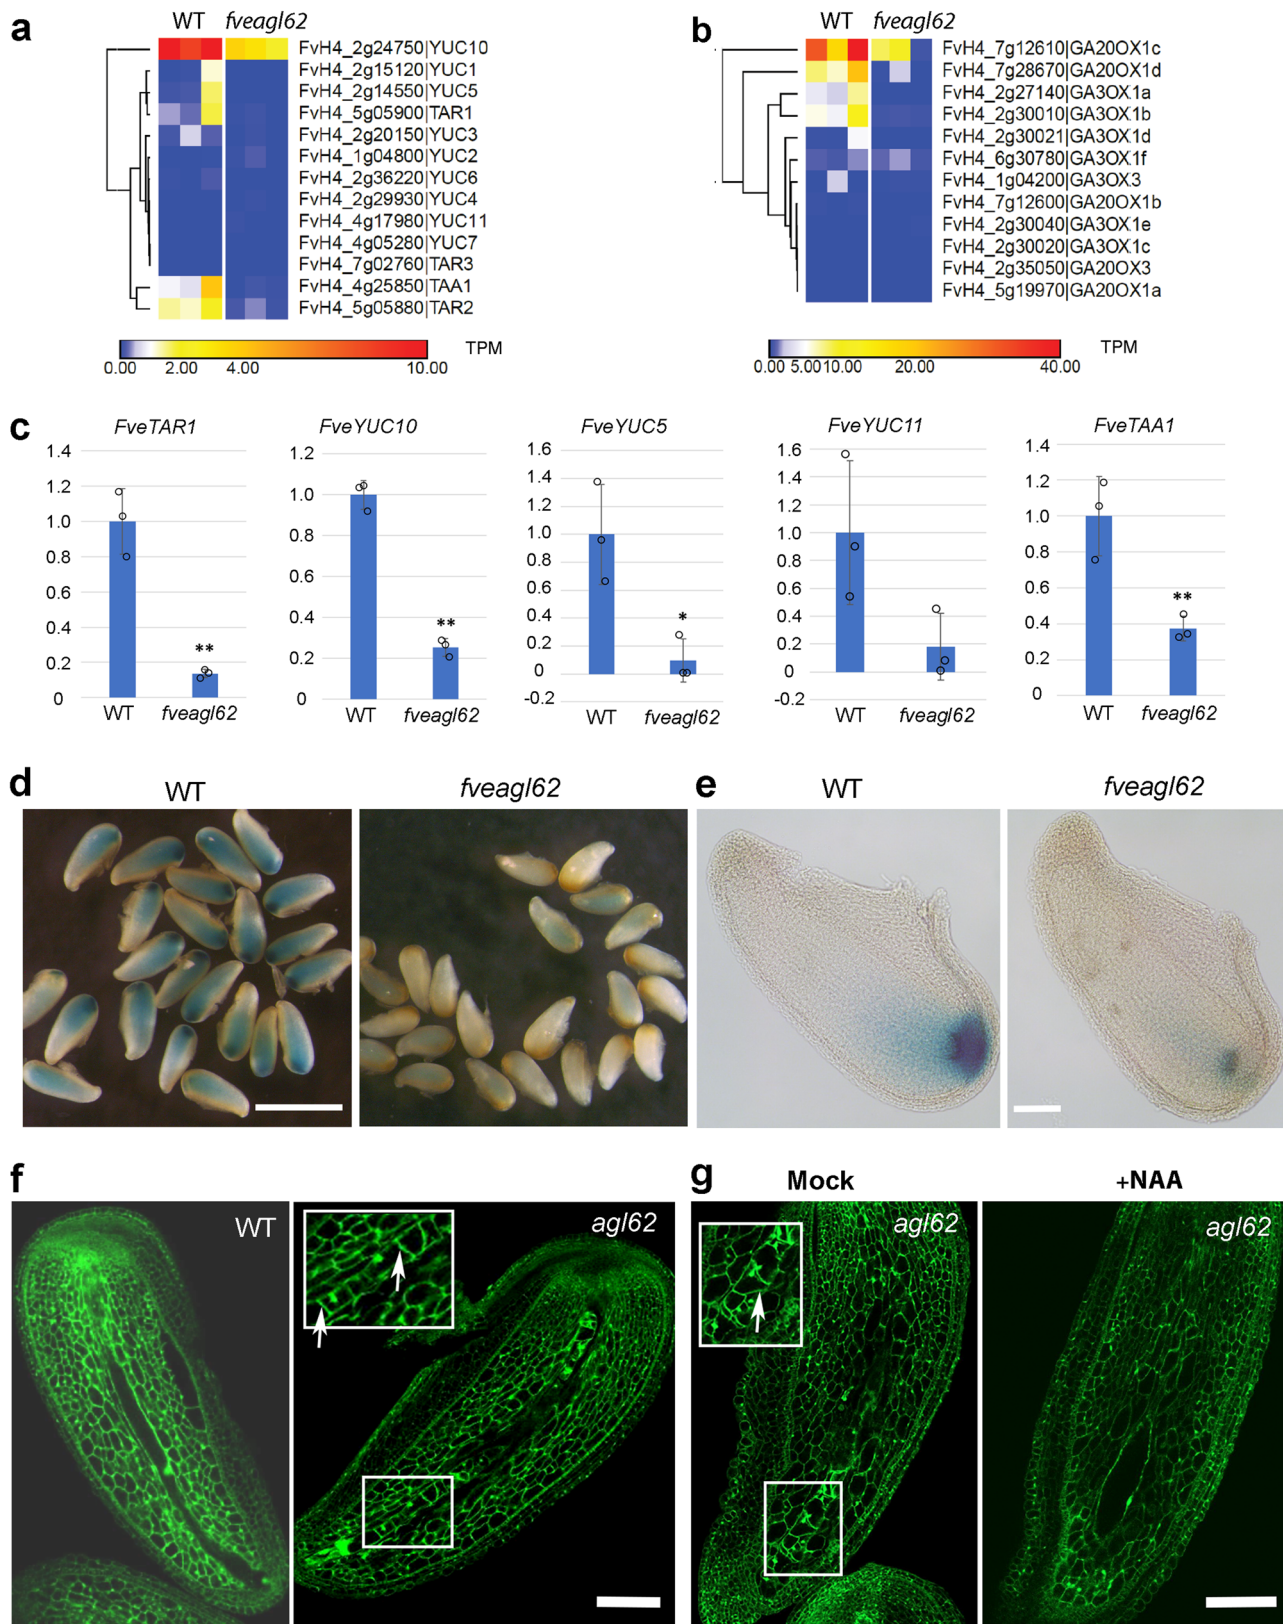 a
WT fveagl62
FvH4_2g24750|YUC10
FvH4_2g15120|YUC1
FvH4_2g14550|YUC5
FvH4_5g05900|TAR1
FvH4_2g20150|YUC3
FvH4_1g04800|YUC2
FvH4_2g36220|YUC6
FvH4_2g29930|YUC4
FvH4_4g17980|YUC11
FvH4_4g05280|YUC7
FvH4_7g02760|TAR3
FvH4_4g25850|TAA1
FvH4_5g05880|TAR2
TPM
0.00 2.00 4.00 10.00
b
WT fveagl62
FvH4_7g12610|GA20OX1c
FvH4_7g28670|GA20OX1d
FvH4_2g27140|GA3OX1a
FvH4_2g30010|GA3OX1b
FvH4_2g30021|GA3OX1d
FvH4_6g30780|GA3OX1f
FvH4_1g04200|GA3OX3
FvH4_7g12600|GA20OX1b
FvH4_2g30040|GA3OX1e
FvH4_2g30020|GA3OX1c
FvH4_2g35050|GA20OX3
FvH4_5g19970|GA20OX1a
TPM
0.00 5.00 10.00 20.00 40.00
c
FveTAR1
1.4
1.2
1.0
0.8
0.6
0.4
0.2
0
**
WT fveagl62
FveYUC10
1.2
1.0
0.8
0.6
0.4
0.2
0
**
WT fveagl62
FveYUC5
1.6
1.4
1.2
1.0
0.8
0.6
0.4
0.2
0
-0.2
*
WT fveagl62
FveYUC11
1.6
1.4
1.2
1.0
0.8
0.6
0.4
0.2
0
-0.2
WT fveagl62
FveTAA1
1.4
1.2
1.0
0.8
0.6
0.4
0.2
0
**
WT fveagl62
d
WT fveagl62
e
WT fveagl62
f
WT
agl62
g
Mock +NAA
agl62
agl62